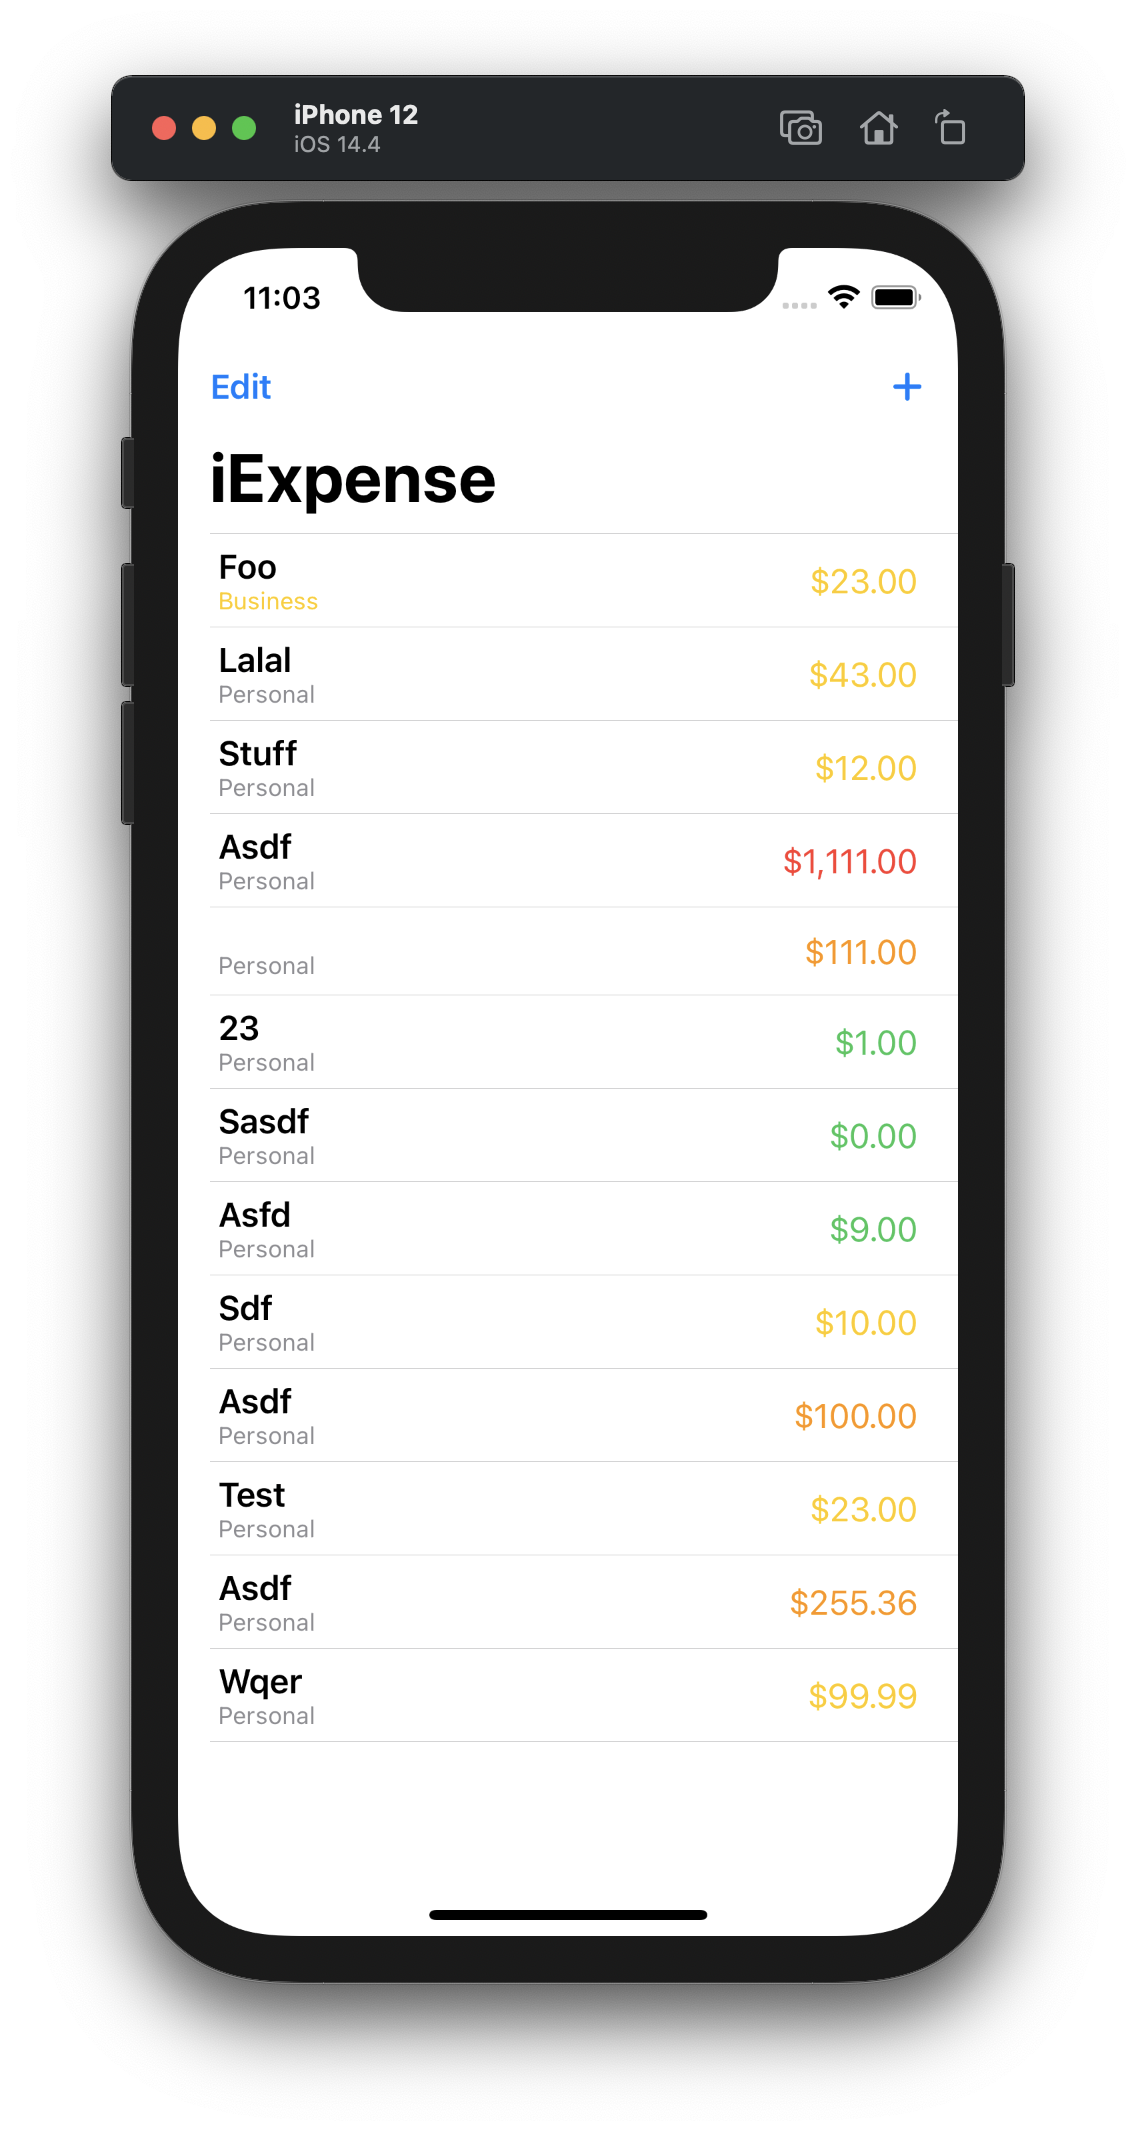 iPhone 12
iOS 14.4
11:03
Edit +
iExpense
Foo
Business
$23.00
Lalal
Personal
$43.00
Stuff
Personal
$12.00
Asdf
Personal
$1,111.00
Personal
$111.00
23
Personal
$1.00
Sasdf
Personal
$0.00
Asfd
Personal
$9.00
Sdf
Personal
$10.00
Asdf
Personal
$100.00
Test
Personal
$23.00
Asdf
Personal
$255.36
Wqer
Personal
$99.99